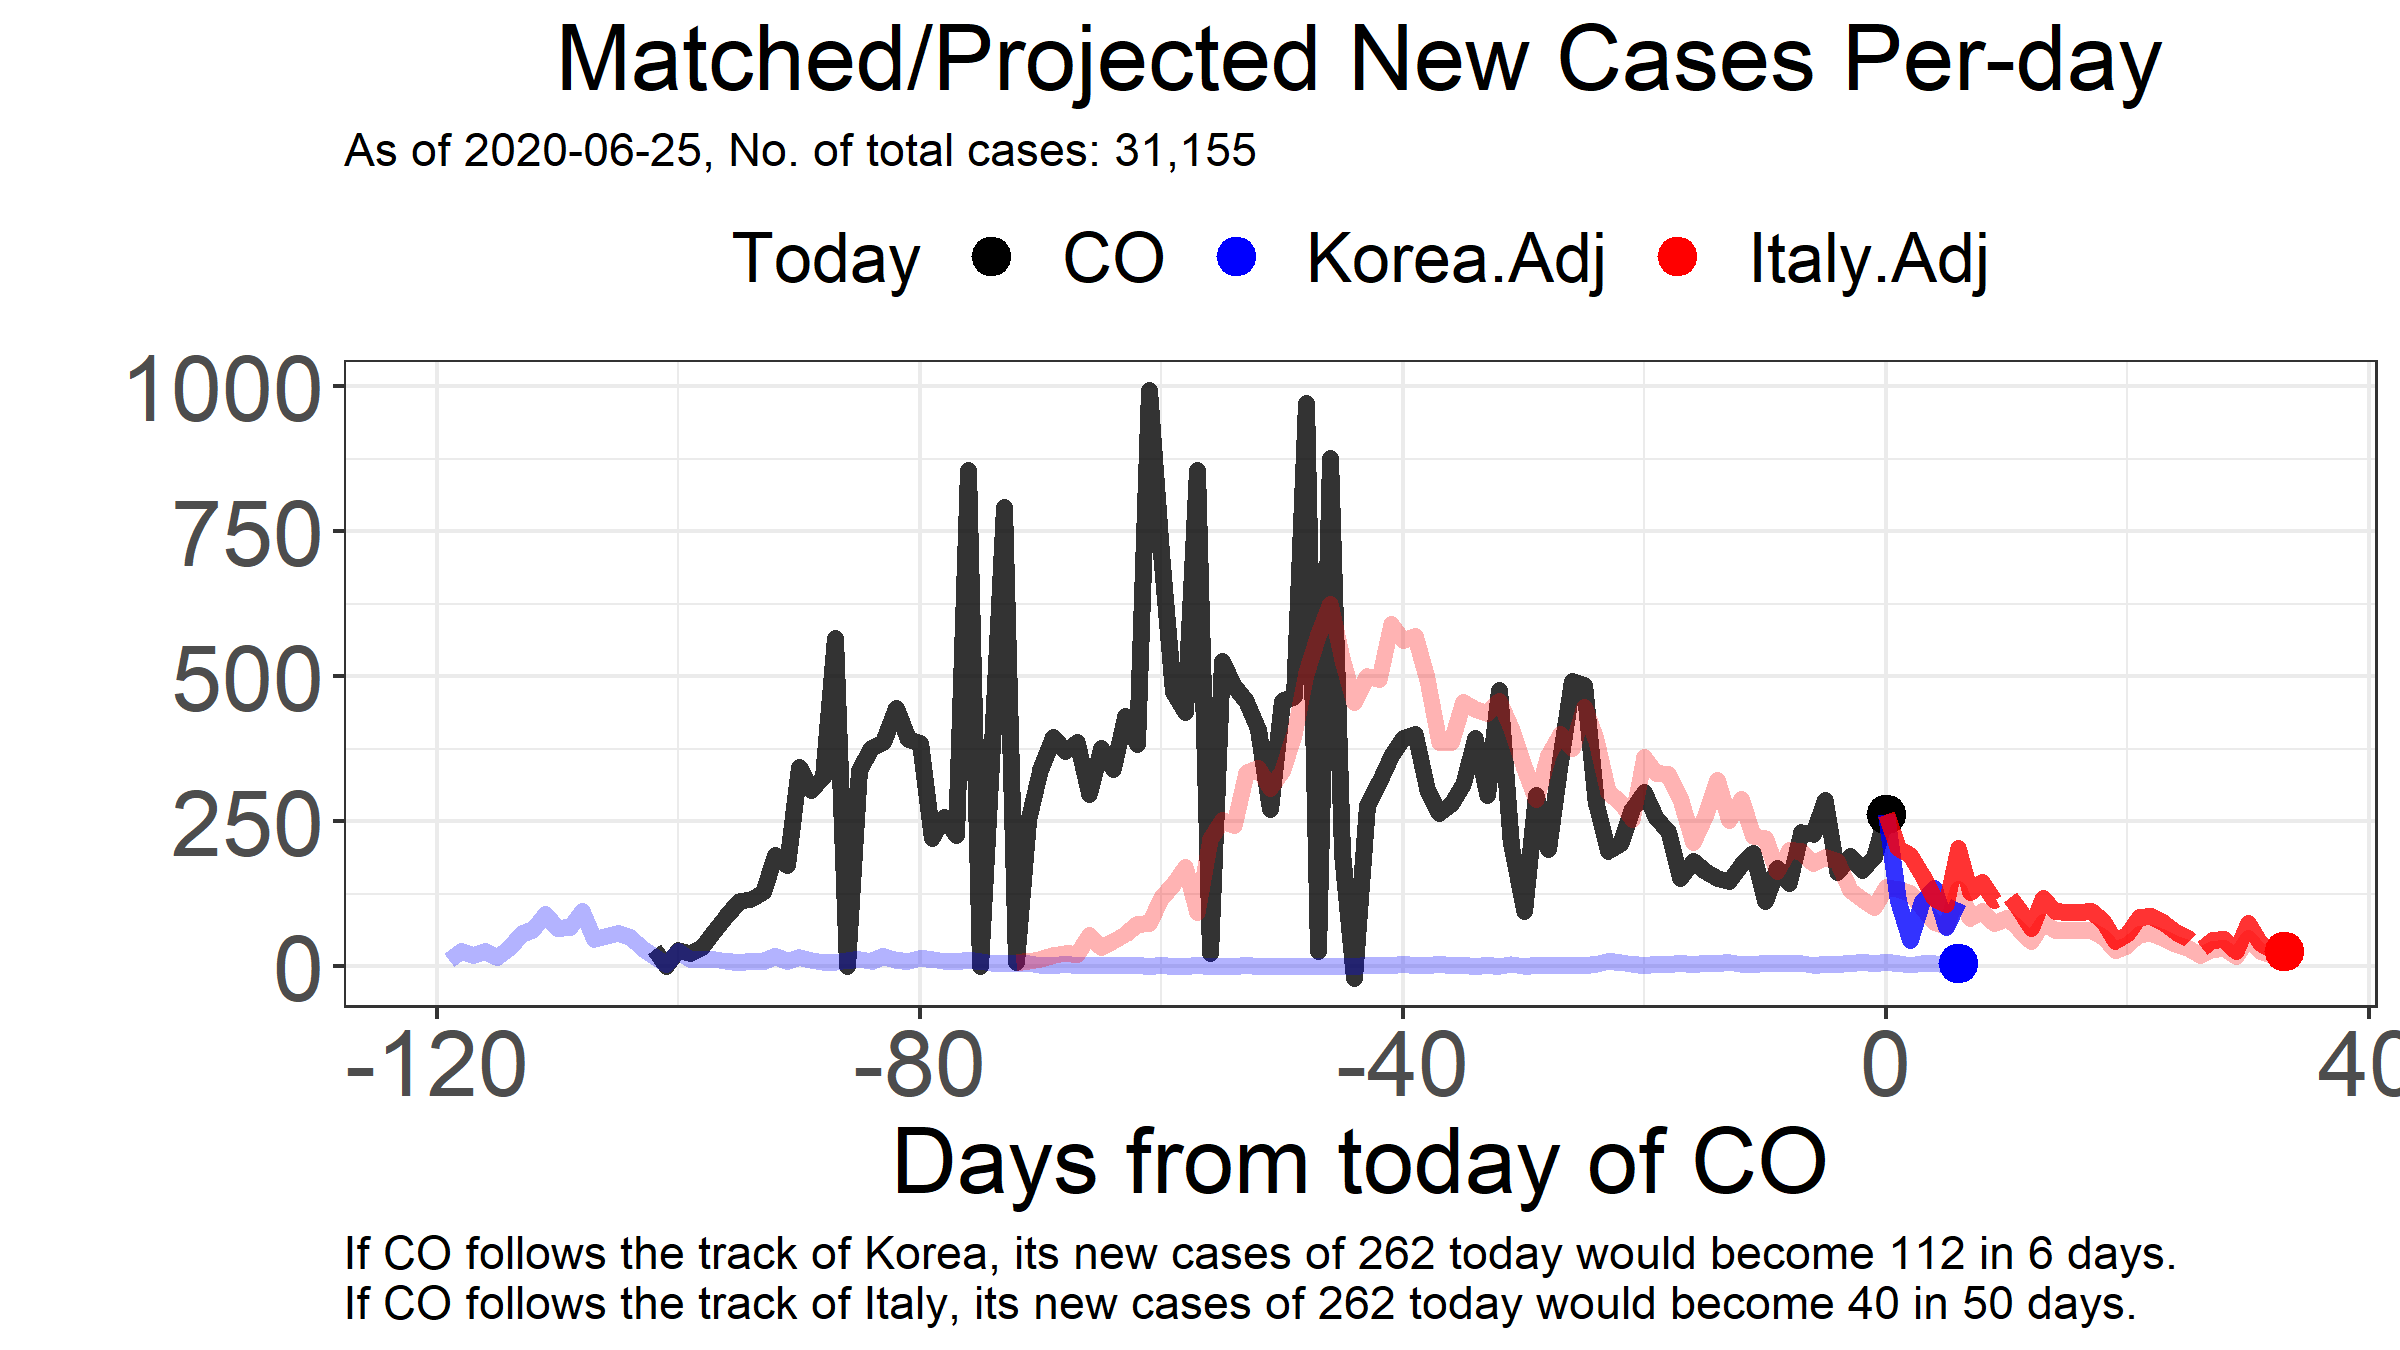 Matched/Projected New Cases Per-day
As of 2020-06-25, No. of total cases: 31,155
Today CO Korea.Adj Italy.Adj
1000
750
500
250
0
-120 -80 -40 0 40
Days from today of CO
If CO follows the track of Korea, its new cases of 262 today would become 112 in 6 days.
If CO follows the track of Italy, its new cases of 262 today would become 40 in 50 days.